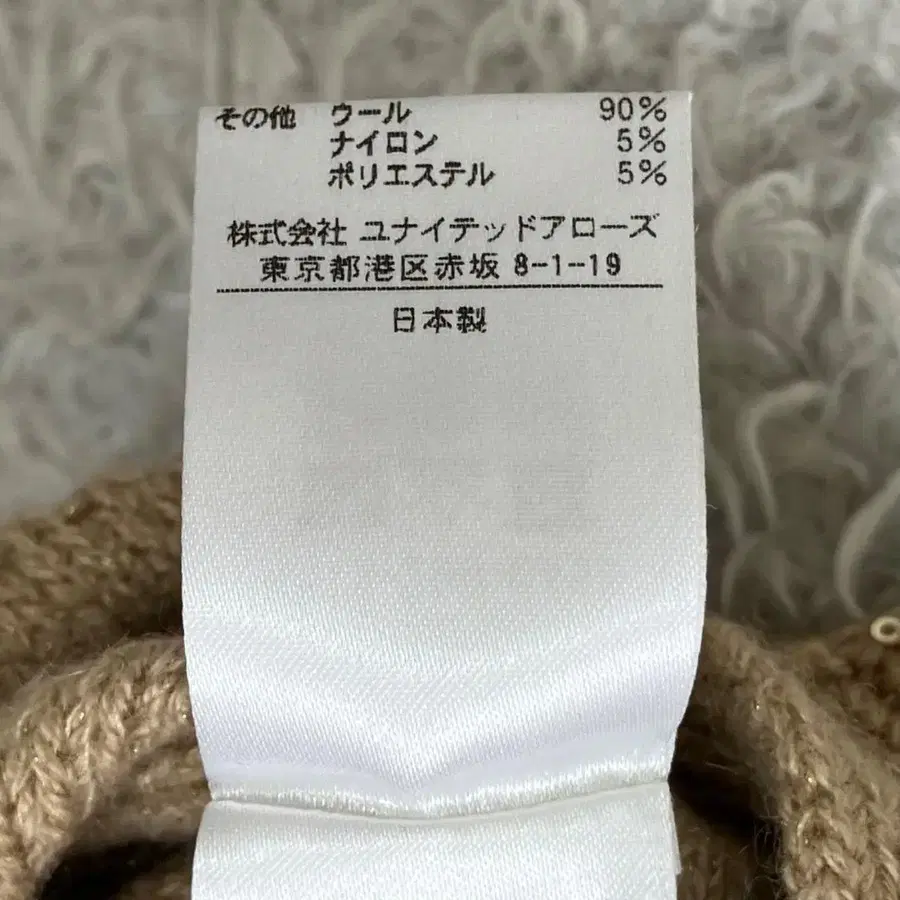 その他 ウール 90%
ナイロン 5%
ポリエステル 5%
株式会社 ユナイテッドアローズ
東京都港区赤坂 8-1-19
日本製